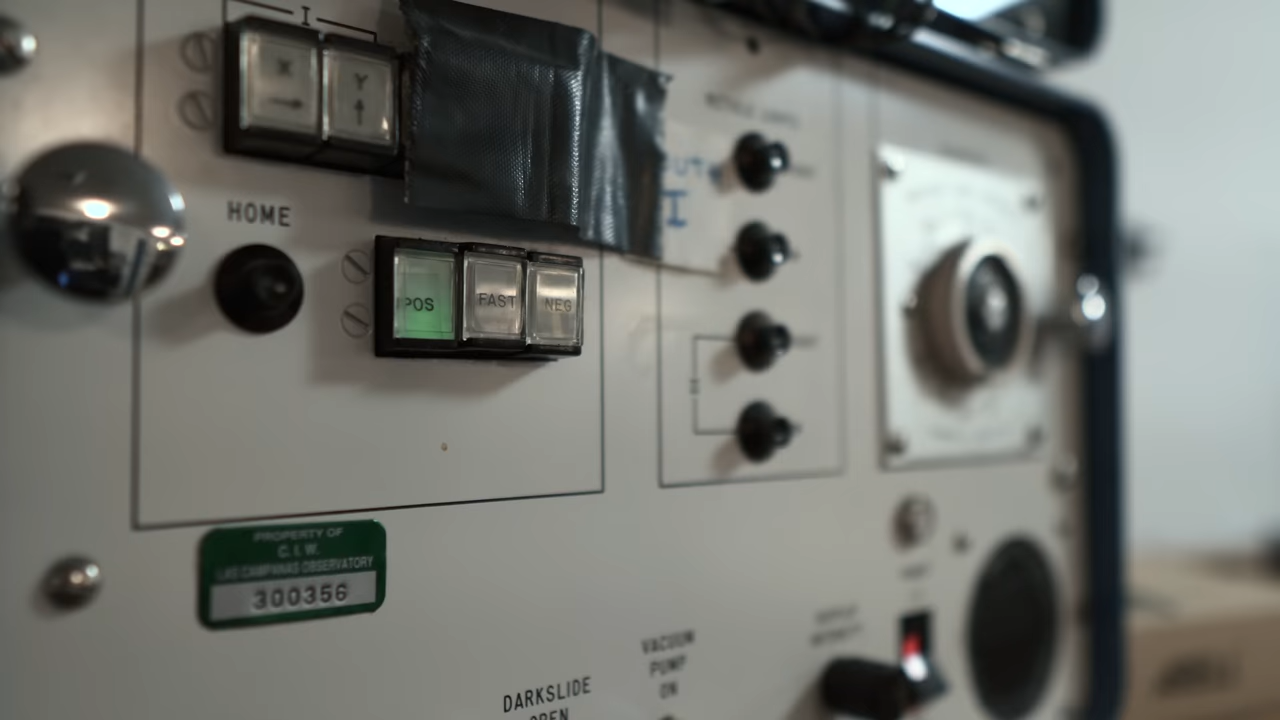 I
X
Y
HOME
POS
FAST
NEG
I
PROPERTY OF
C. I. W.
LAS CAMPANAS OBSERVATORY
300356
VACUUM
PUMP
ON
DARKSLIDE
OPEN